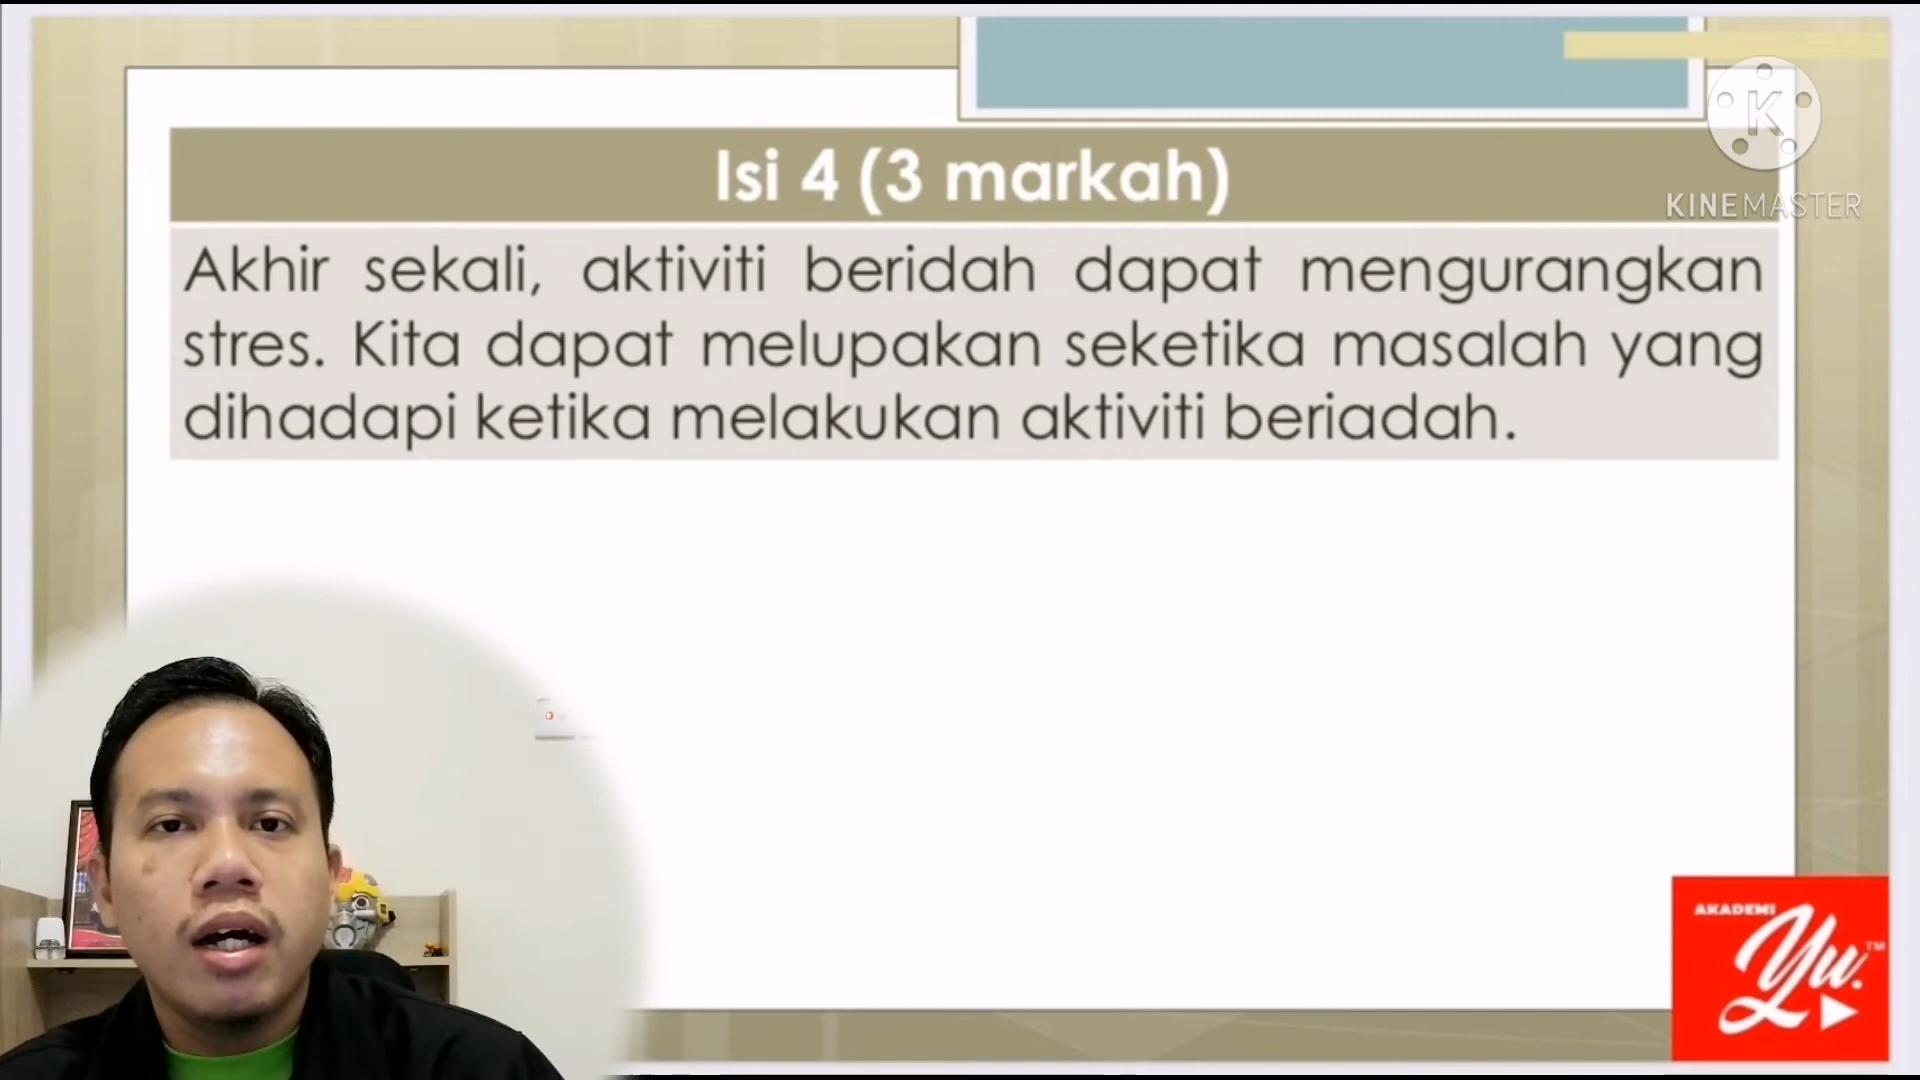 K
KINEMASTER
Isi 4 (3 markah)
Akhir sekali, aktiviti beridah dapat mengurangkan
stres. Kita dapat melupakan seketika masalah yang
dihadapi ketika melakukan aktiviti beriadah.
AKADEMI
Yu.™